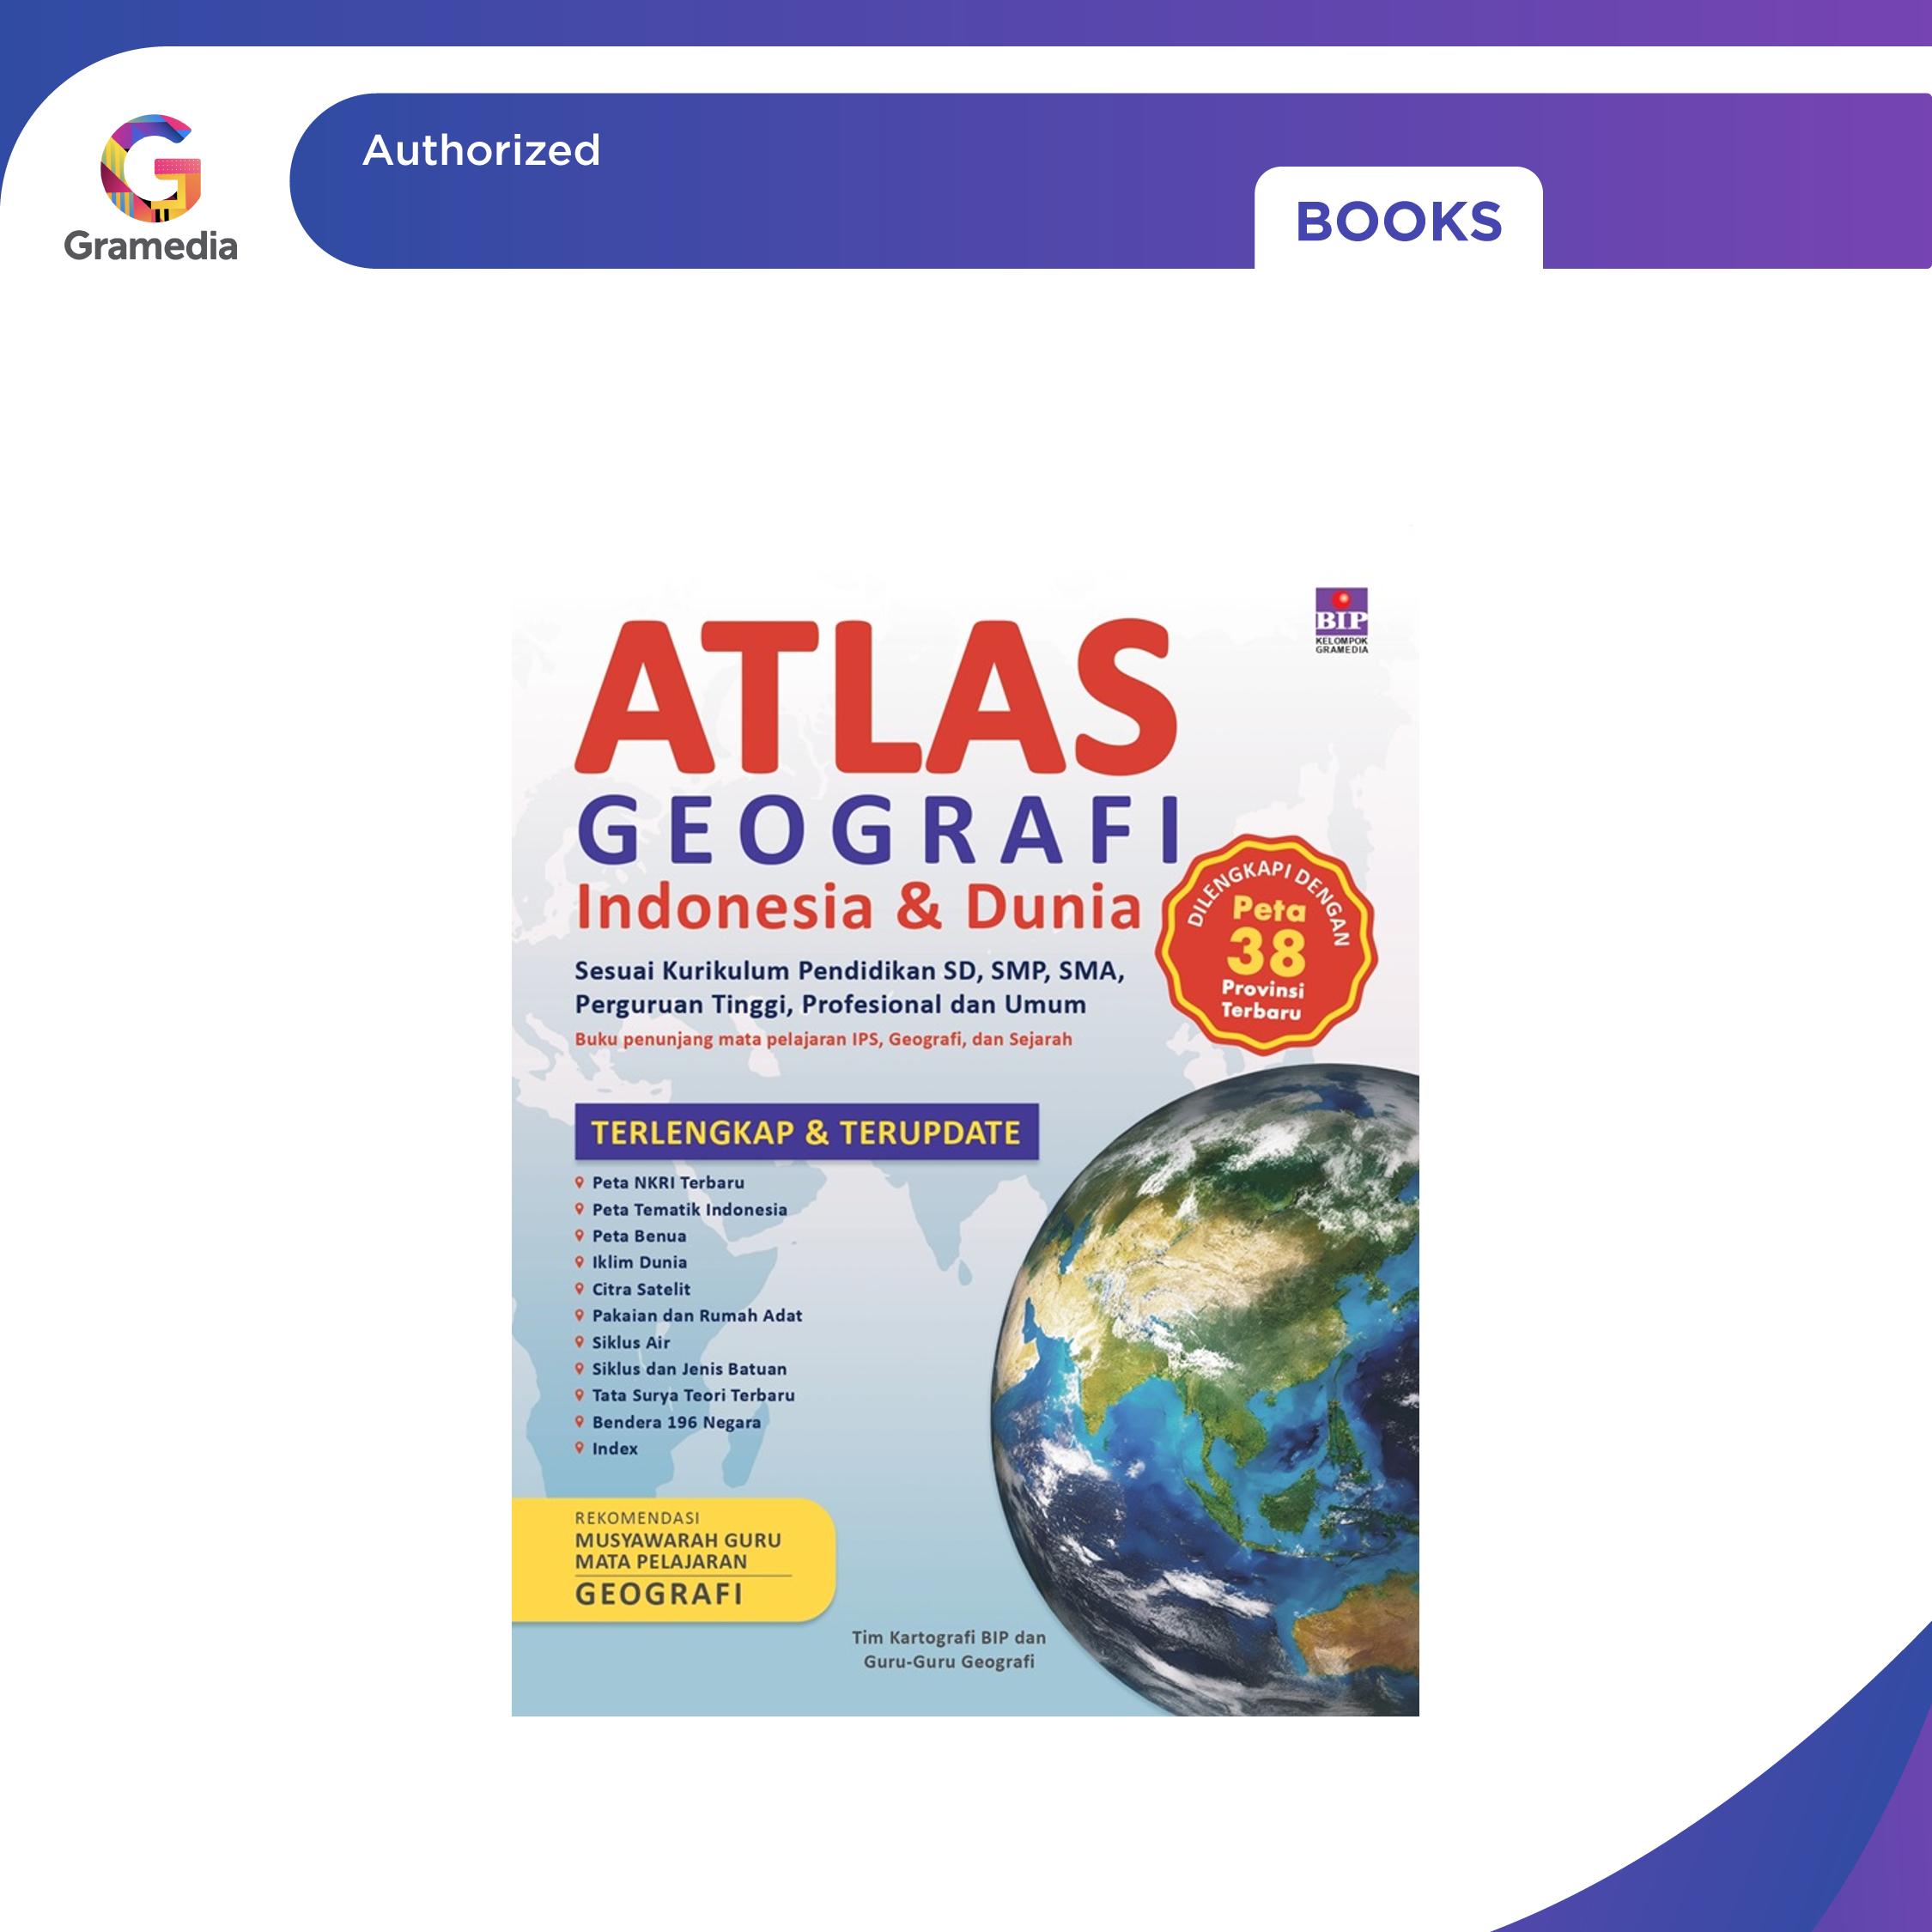 Gramedia
Authorized
BOOKS
BIP
KELOMPOK
GRAMEDIA
ATLAS
GEOGRAFI
Indonesia & Dunia
DILENGKAPI DENGAN
Peta
38
Provinsi
Terbaru
Sesuai Kurikulum Pendidikan SD, SMP, SMA,
Perguruan Tinggi, Profesional dan Umum
Buku penunjang mata pelajaran IPS, Geografi, dan Sejarah
TERLENGKAP & TERUPDATE
Peta NKRI Terbaru
Peta Tematik Indonesia
Peta Benua
Iklim Dunia
Citra Satelit
Pakaian dan Rumah Adat
Siklus Air
Siklus dan Jenis Batuan
Tata Surya Teori Terbaru
Bendera 196 Negara
Index
REKOMENDASI
MUSYAWARAH GURU
MATA PELAJARAN
GEOGRAFI
Tim Kartografi BIP dan
Guru-Guru Geografi